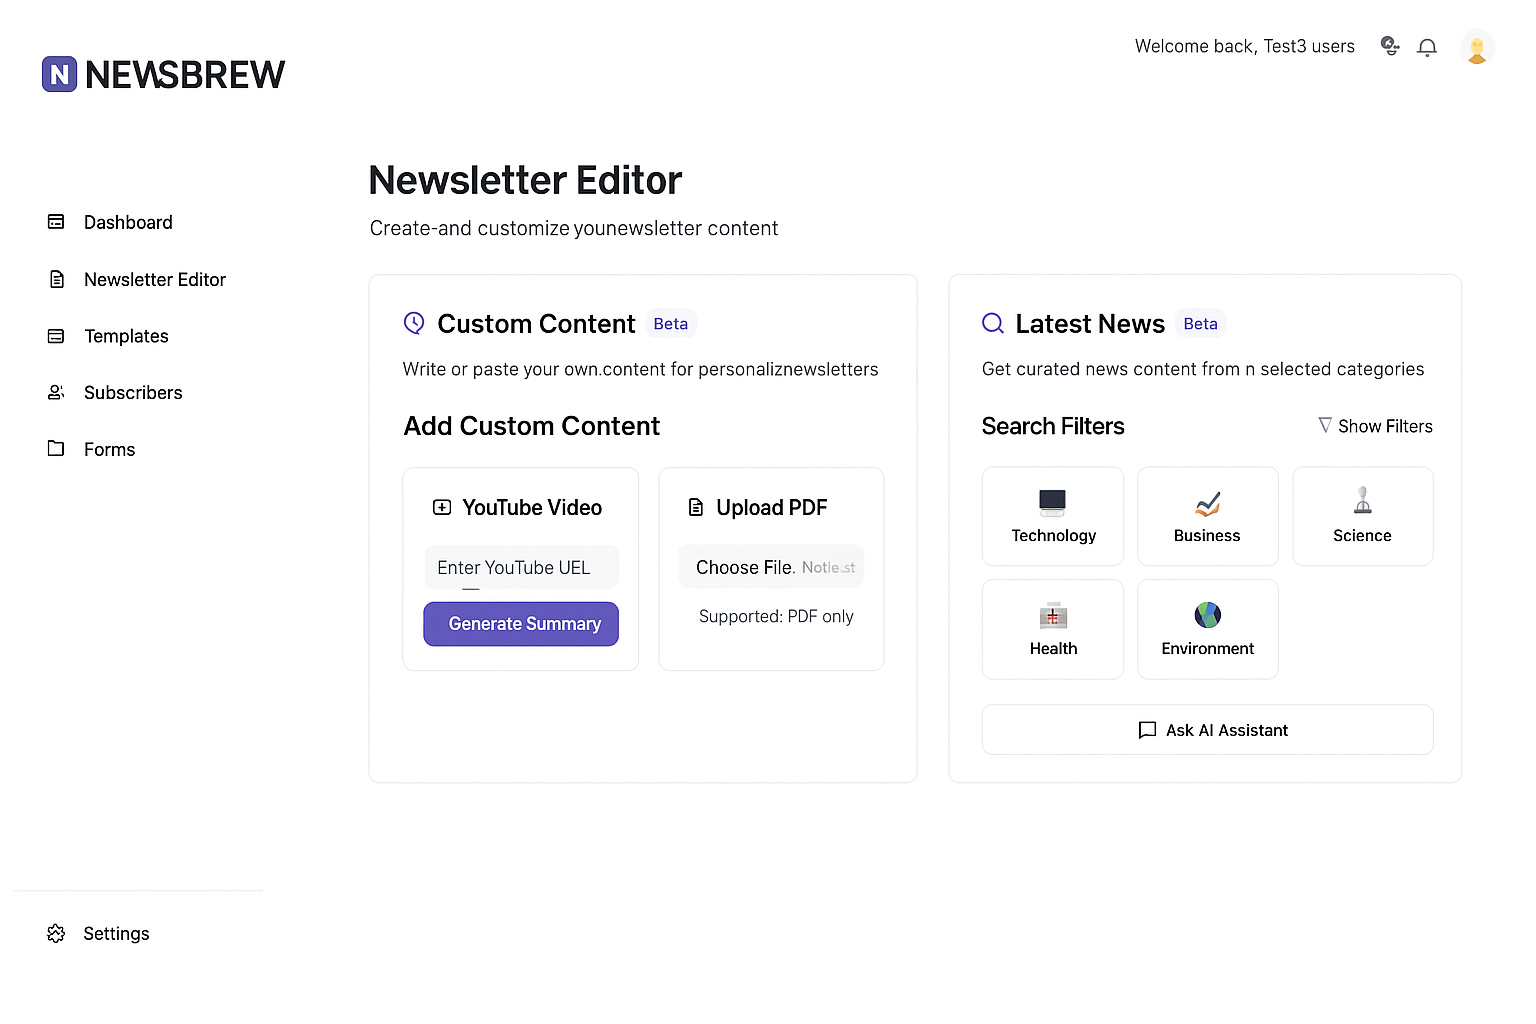 Welcome back, Test3 users
N NEWSBREW
Dashboard
Newsletter Editor
Templates
Subscribers
Forms
Settings
Newsletter Editor
Create-and customize younewsletter content
Custom Content Beta
Write or paste your own.content for personaliznewsletters
Add Custom Content
YouTube Video
Enter YouTube UEL
Generate Summary
Upload PDF
Choose File.
Supported: PDF only
Latest News Beta
Get curated news content from n selected categories
Search Filters
Show Filters
Technology
Business
Science
Health
Environment
Ask AI Assistant